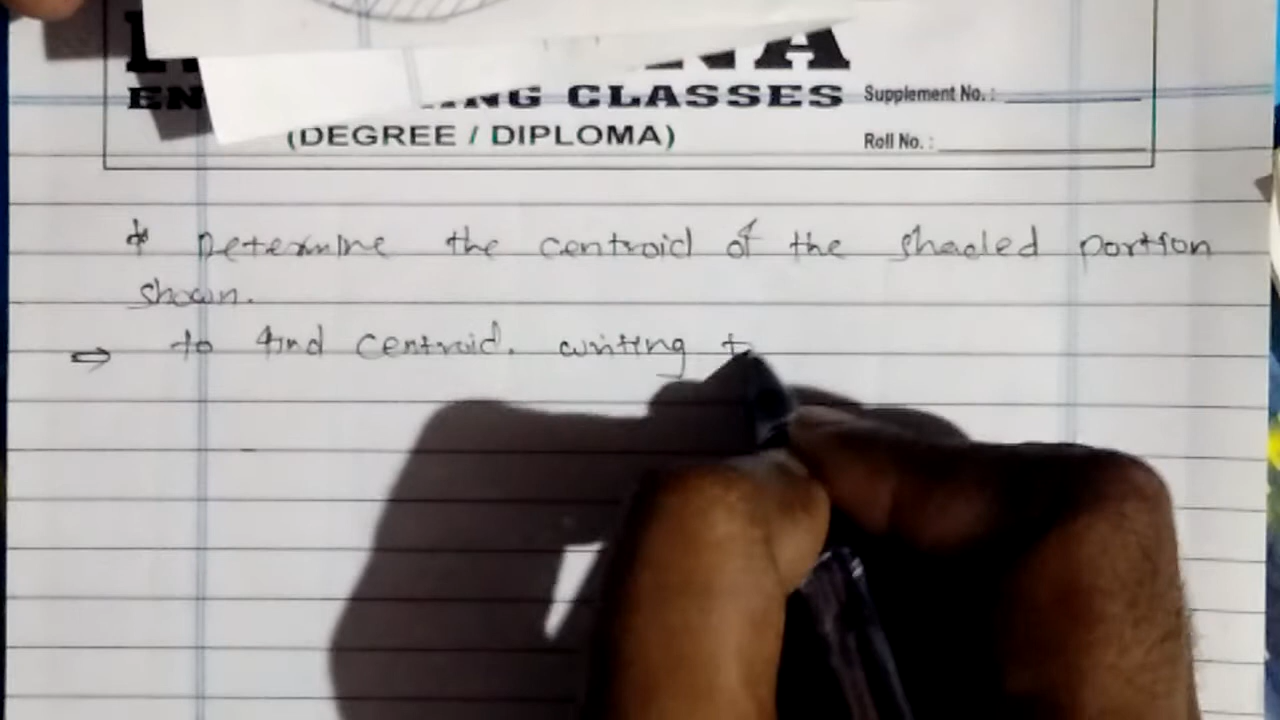 CLASSES
Supplement No. :
(DEGREE / DIPLOMA)
Roll No. :
* Determine the centroid of the shaded portion
shown.
⇒ to find centroid. writing t